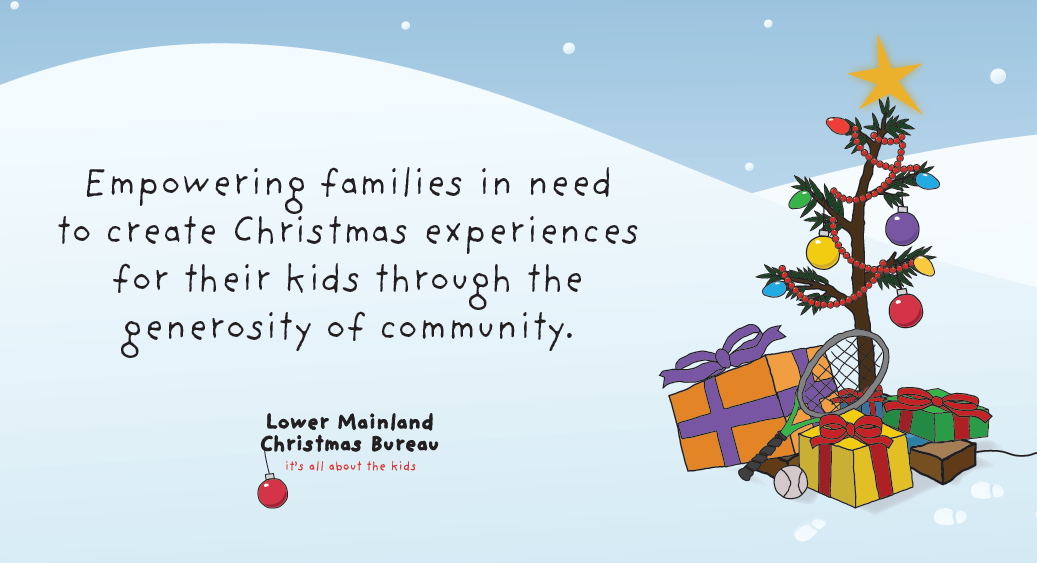 Empowering families in need
to create Christmas experiences
for their kids through the
generosity of community.
Lower Mainland
Christmas Bureau
it's all about the kids